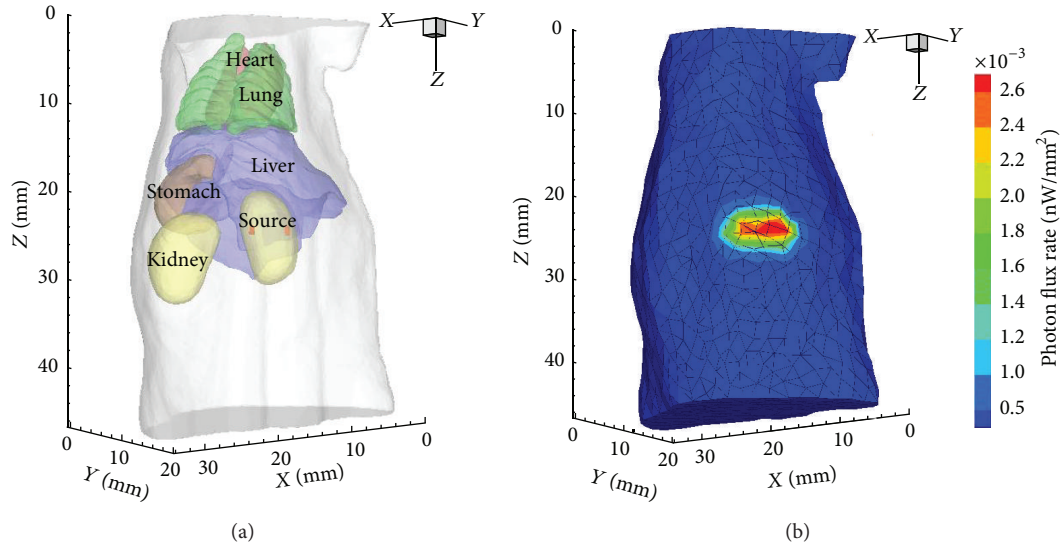 X
Y
Z
0
10
20
30
40
Z (mm)
Heart
Lung
Liver
Stomach
Source
Kidney
0
10
20
Y (mm)
30
20
10
0
X (mm)
(a)
X
Y
Z
0
10
20
30
40
Z (mm)
0
10
20
Y (mm)
30
20
10
0
X (mm)
×10⁻³
2.6
2.4
2.2
2.0
1.8
1.6
1.4
1.2
1.0
0.8
0.5
Photon flux rate (nW/mm²)
(b)